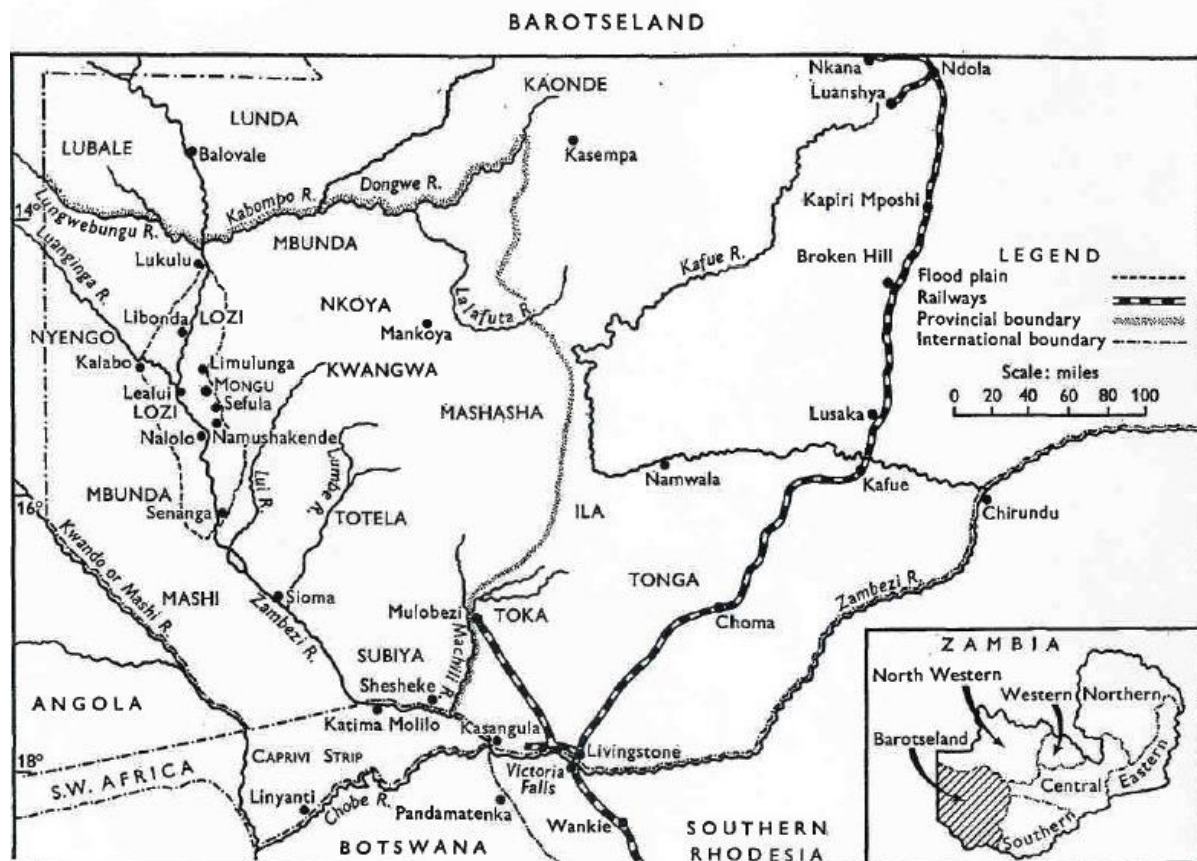 BAROTSELAND
Nkana
Ndola
Luanshya
KAONDE
LUNDA
LUBALE
Balovale
Kasempa
Kabompo R.
Dongwe R.
Lungwebungu R.
14°
Kapiri Mposhi
MBUNDA
Luanginga R.
Lukulu
Kafue R.
Broken Hill
LEGEND
Flood plain
Railways
Provincial boundary
International boundary
Scale: miles
0 20 40 60 80 100
Lalafuta R.
NKOYA
Libonda
LOZI
Mankoya
NYENGO
Kalabo
Limulunga
KWANGWA
Lealui
MONGU
LOZI
Sefula
MASHASHA
Lusaka
Nalolo
Namushakende
Lui R.
Lumbe R.
Namwala
Kafue
MBUNDA
16°
Senanga
TOTELA
ILA
Chirundu
Kwando or Mashi R.
MASHI
Zambezi R.
Sioma
TONGA
Zambezi R.
Mulobezi
TOKA
Choma
Machili R.
SUBIYA
Shesheke
ANGOLA
Katima Molilo
Kasangula
Livingstone
18°
CAPRIVI STRIP
Victoria
Falls
S.W. AFRICA
Linyanti
Chobe R.
Pandamatenka
Wankie
BOTSWANA
SOUTHERN
RHODESIA
ZAMBIA
North Western
Western
Northern
Barotseland
Central
Eastern
Southern